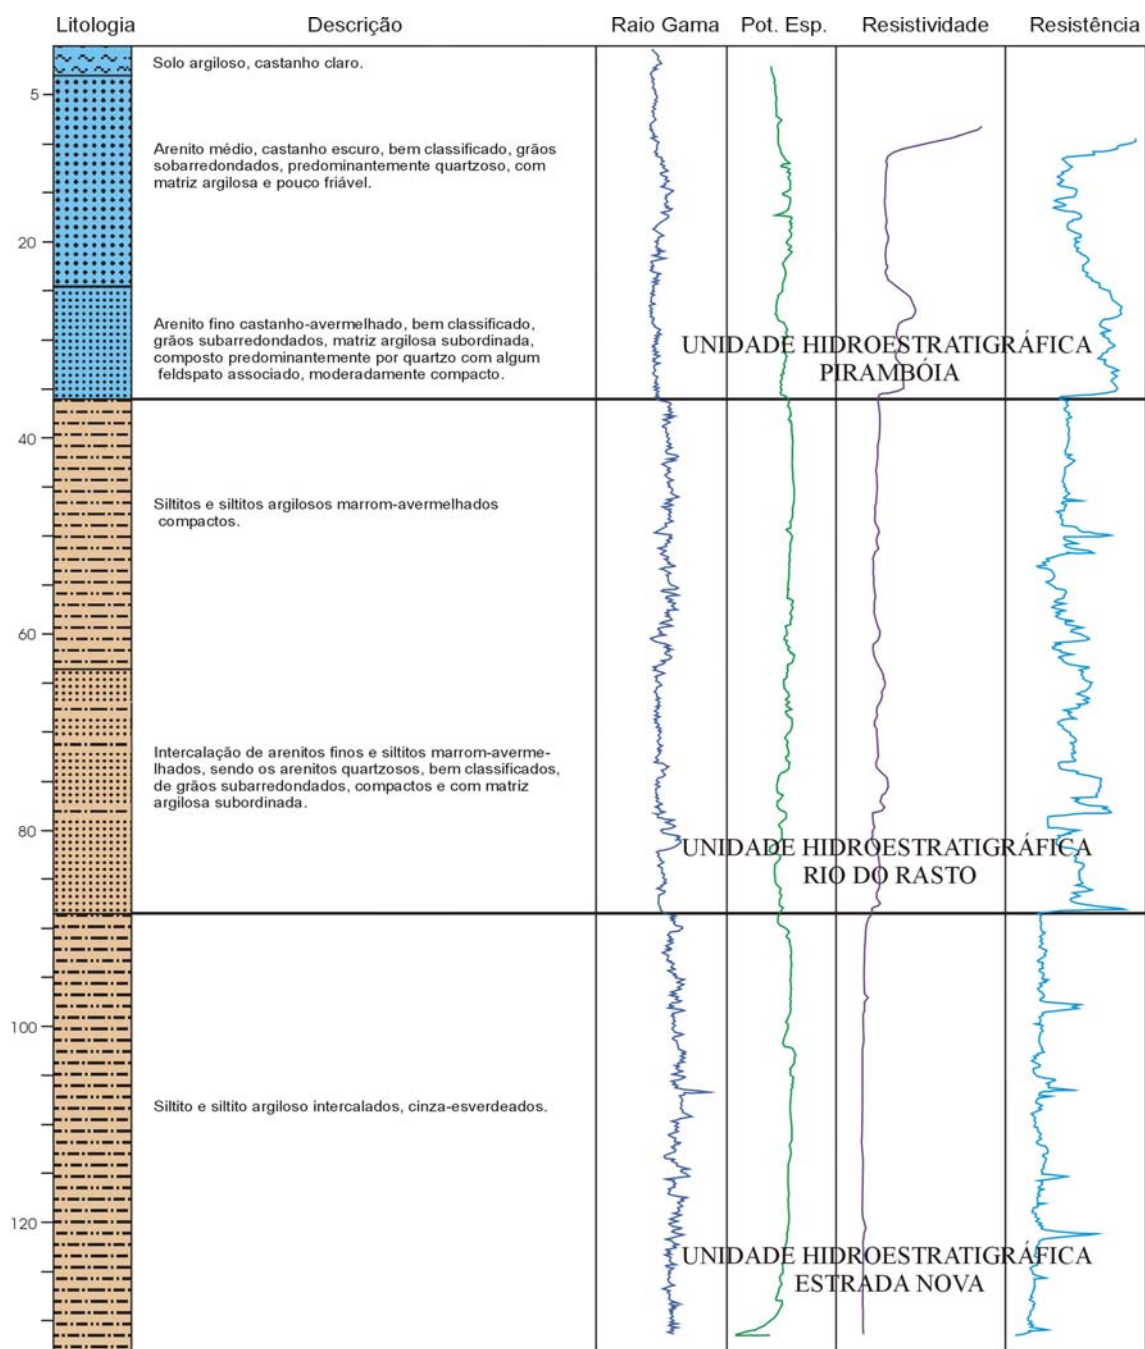 Litologia Descrição Raio Gama Pot. Esp. Resistividade Resistência
Solo argiloso, castanho claro.
5
Arenito médio, castanho escuro, bem classificado, grãos
sobarredondados, predominantemente quartzoso, com
matriz argilosa e pouco friável.
20
Arenito fino castanho-avermelhado, bem classificado,
grãos subarredondados, matriz argilosa subordinada,
composto predominantemente por quartzo com algum
feldspato associado, moderadamente compacto.
UNIDADE HIDROESTRATIGRÁFICA
PIRAMBÓIA
40
Siltitos e siltitos argilosos marrom-avermelhados
compactos.
60
Intercalação de arenitos finos e siltitos marrom-averme-
lhados, sendo os arenitos quartzosos, bem classificados,
de grãos subarredondados, compactos e com matriz
argilosa subordinada.
80
UNIDADE HIDROESTRATIGRÁFICA
RIO DO RASTO
100
Siltito e siltito argiloso intercalados, cinza-esverdeados.
120
UNIDADE HIDROESTRATIGRÁFICA
ESTRADA NOVA